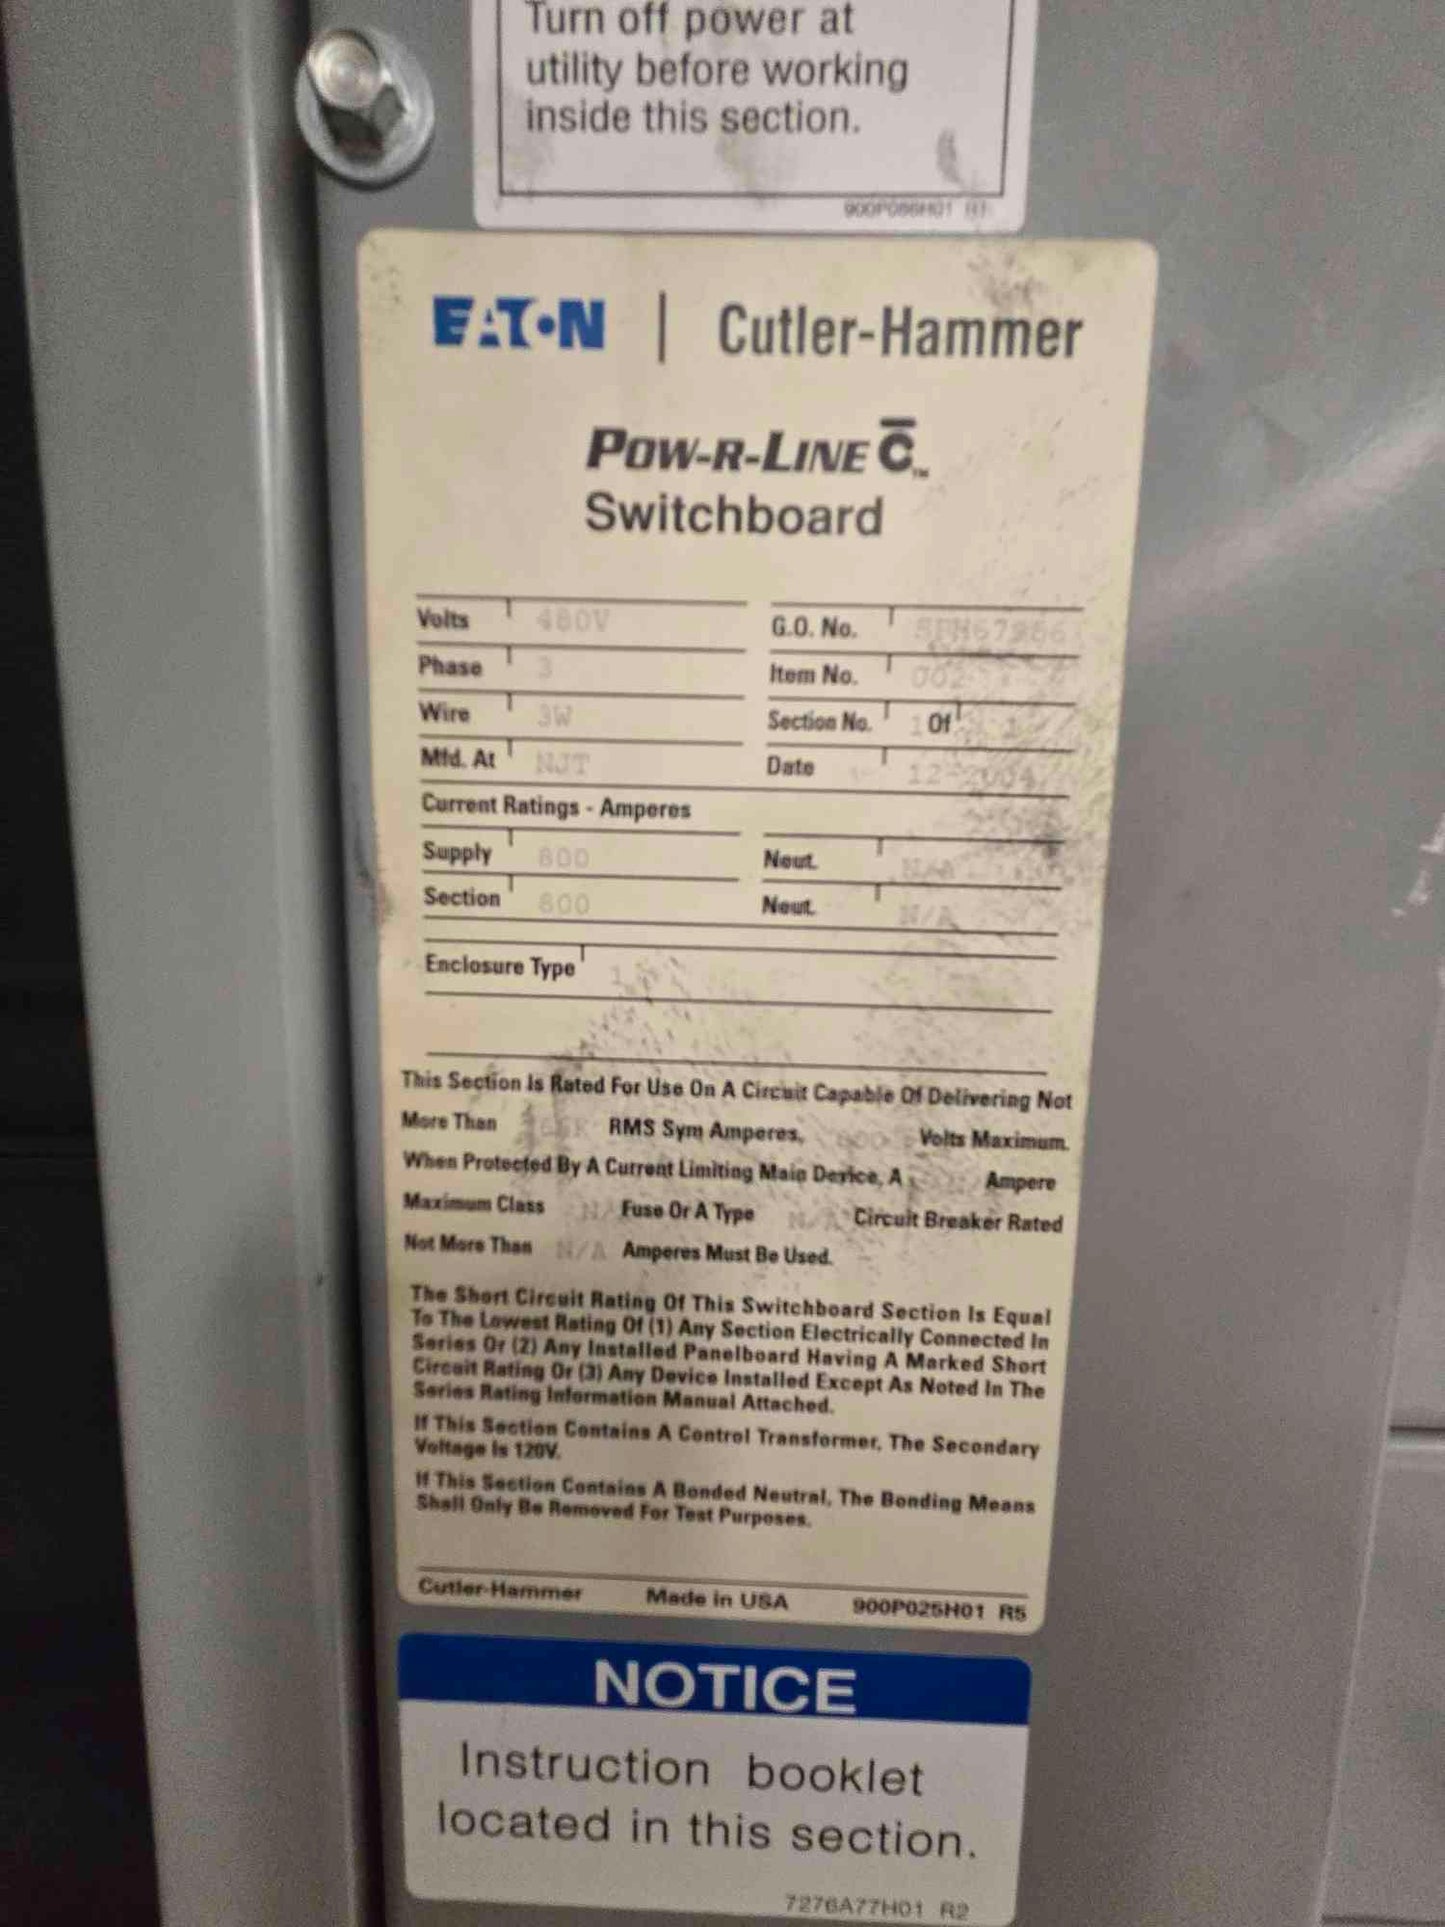 Turn off power at
utility before working
inside this section.
900P086H01 R1
EATON | Cutler-Hammer
POW-R-LINE C™
Switchboard
Volts 480V G.O. No.
Phase 3 Item No. 002
Wire 3W Section No. 1 Of 1
Mfd. At NJT Date 12-2004
Current Ratings - Amperes
Supply 800 Neut. N/A
Section 800 Neut. N/A
Enclosure Type 1
This Section Is Rated For Use On A Circuit Capable Of Delivering Not
More Than RMS Sym Amperes, Volts Maximum.
When Protected By A Current Limiting Main Device, A Ampere
Maximum Class N/A Fuse Or A Type N/A Circuit Breaker Rated
Not More Than N/A Amperes Must Be Used.
The Short Circuit Rating Of This Switchboard Section Is Equal
To The Lowest Rating Of (1) Any Section Electrically Connected In
Series Or (2) Any Installed Panelboard Having A Marked Short
Circuit Rating Or (3) Any Device Installed Except As Noted In The
Series Rating Information Manual Attached.
If This Section Contains A Control Transformer, The Secondary
Voltage Is 120V.
If This Section Contains A Bonded Neutral, The Bonding Means
Shall Only Be Removed For Test Purposes.
Cutler-Hammer Made in USA 900P025H01 R5
NOTICE
Instruction booklet
located in this section.
7276A77H01 R2